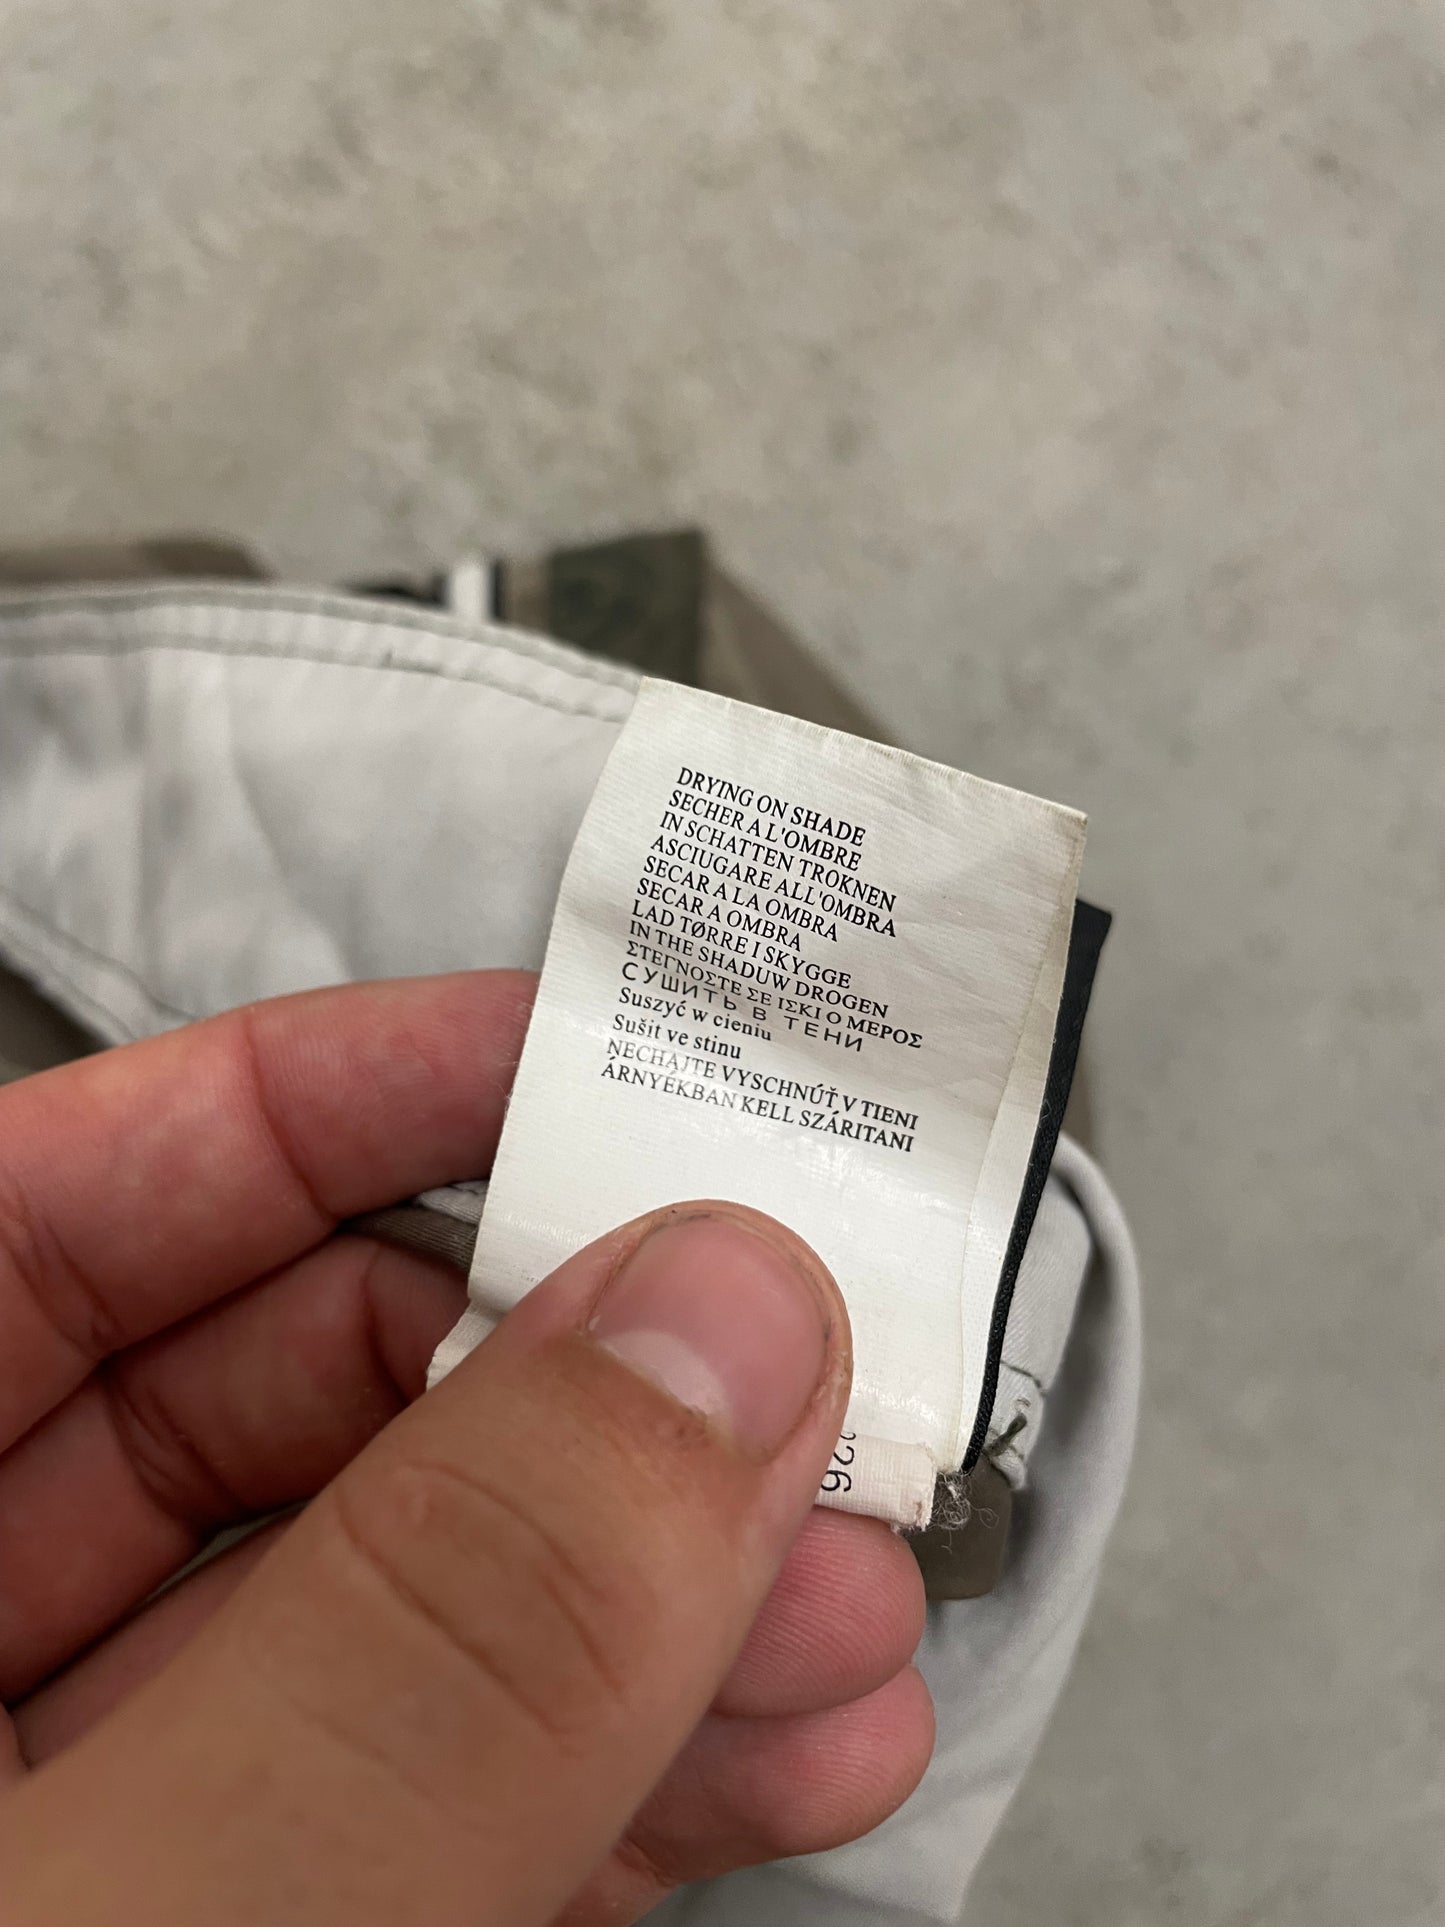 DRYING ON SHADE
SECHER A L'OMBRE
IN SCHATTEN TROKNEN
ASCIUGARE ALL'OMBRA
SECAR A LA OMBRA
SECAR A OMBRA
LAD TØRRE I SKYGGE
IN THE SHADUW DROGEN
ΣΤΕΓΝΟΣΤΕ ΣΕ ΙΣΚΙ Ο ΜΕΡΟΣ
СУШИТЬ В ТЕНИ
Suszyć w cieniu
Sušit ve stinu
NECHAJTE VYSCHNÚŤ V TIENI
ÁRNYÉKBAN KELL SZÁRITANI